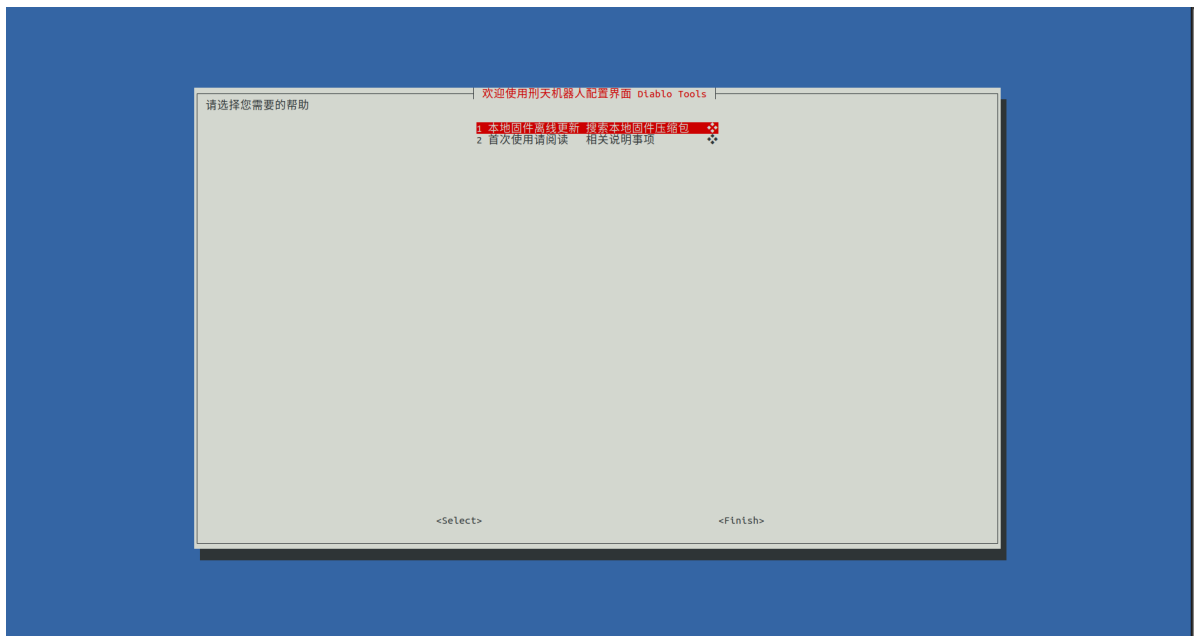 欢迎使用刑天机器人配置界面 Diablo Tools
请选择您需要的帮助
1 本地固件离线更新 搜索本地固件压缩包 ❖
2 首次使用请阅读 相关说明事项 ❖
<Select> <Finish>